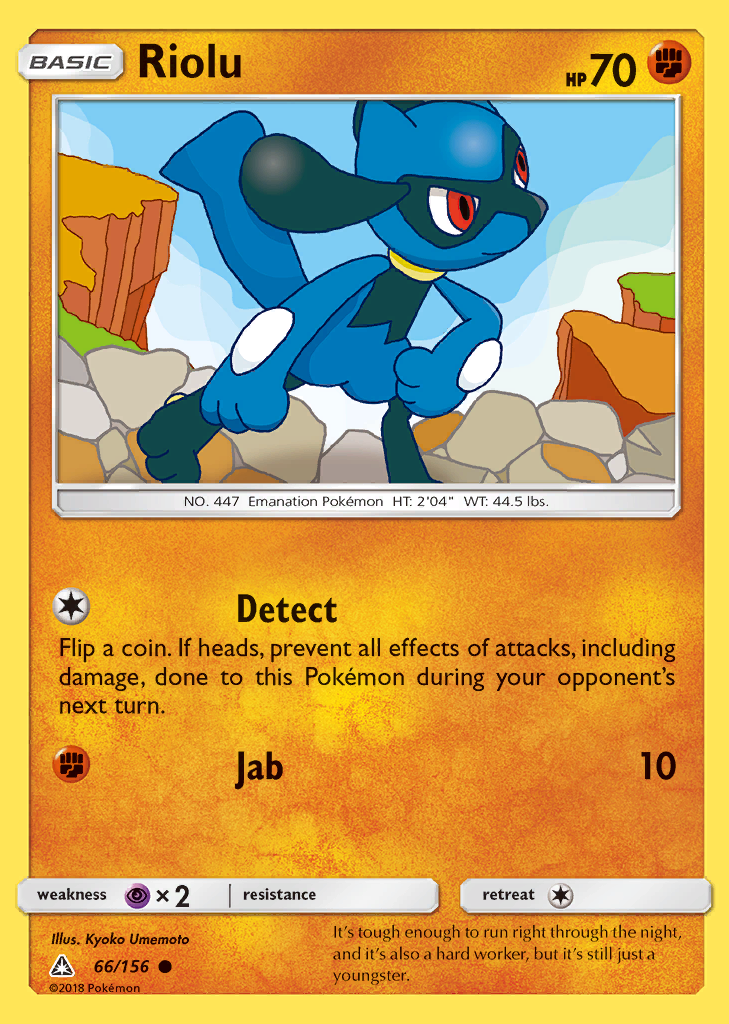 BASIC Riolu HP 70
NO. 447 Emanation Pokémon HT: 2'04" WT: 44.5 lbs.
Detect
Flip a coin. If heads, prevent all effects of attacks, including
damage, done to this Pokémon during your opponent's
next turn.
Jab 10
weakness × 2 resistance retreat
Illus. Kyoko Umemoto
66/156
©2018 Pokémon
It's tough enough to run right through the night,
and it's also a hard worker, but it's still just a
youngster.